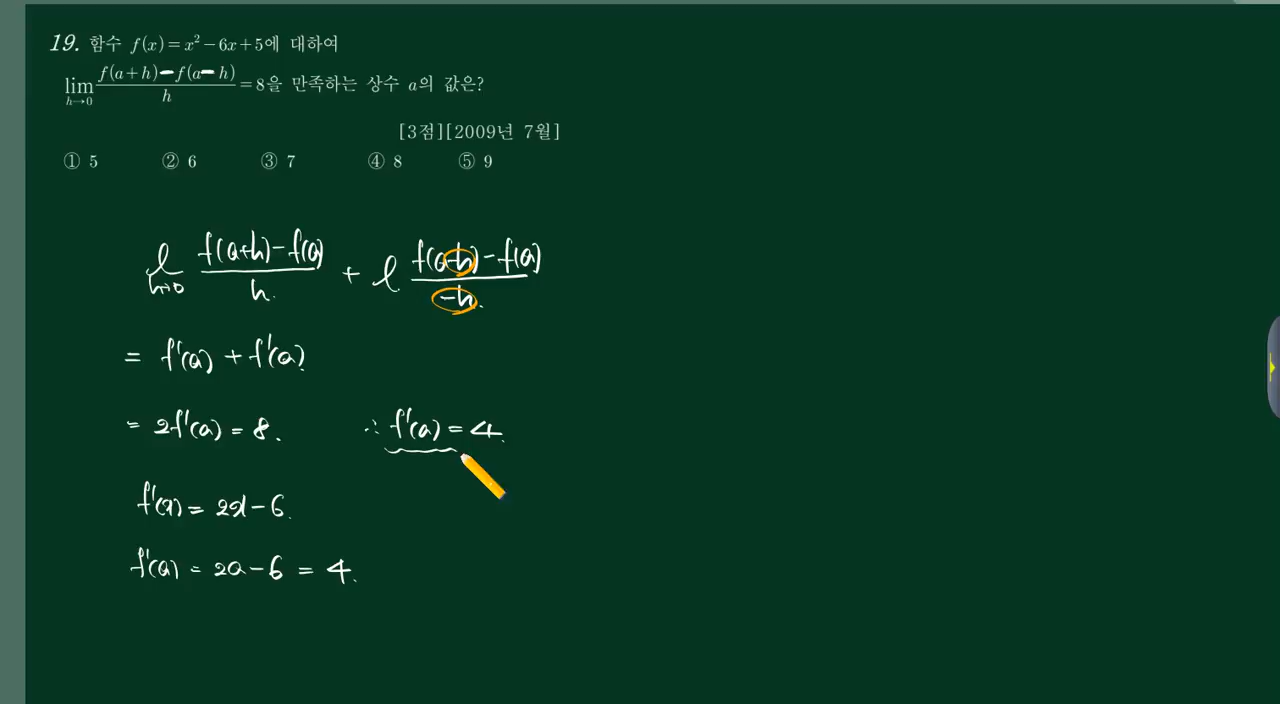 19. 함수 f(x)=x²-6x+5에 대하여
lim h→0 f(a+h)-f(a-h)/h =8을 만족하는 상수 a의 값은?
[3점][2009년 7월]
① 5 ② 6 ③ 7 ④ 8 ⑤ 9
l h→0 f(a+h)-f(a)/h. + l f(a-h)-f(a)/-h.
= f'(a) + f'(a)
= 2f'(a) = 8. ∴ f'(a) = 4.
f'(x) = 2x-6.
f'(a) = 2a-6 = 4.